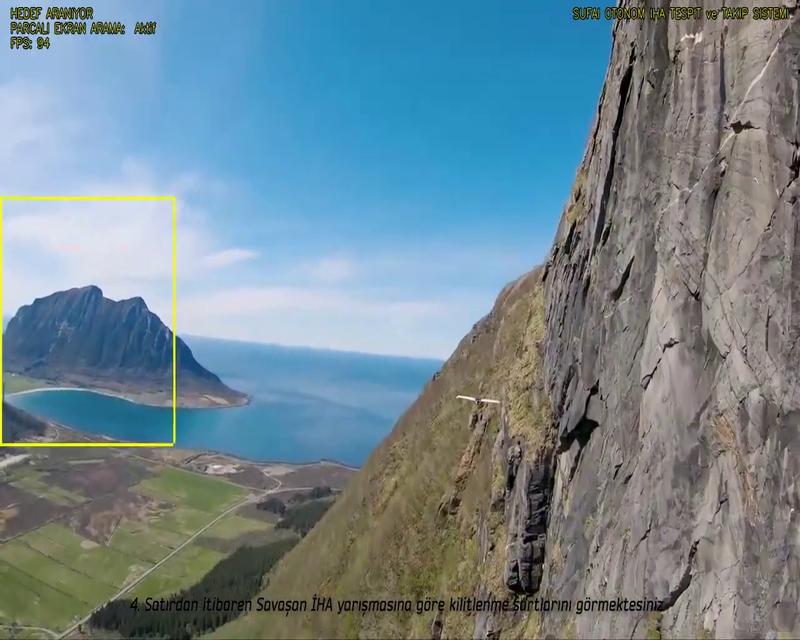 HEDEF ARANIYOR
PARCALI EKRAN ARAMA: Aktif
FPS: 94
SUFAI OTONOM IHA TESPIT ve TAKIP SISTEMI
4. Satırdan itibaren Savaşan İHA yarışmasına göre kilitlenme şartlarını görmektesiniz